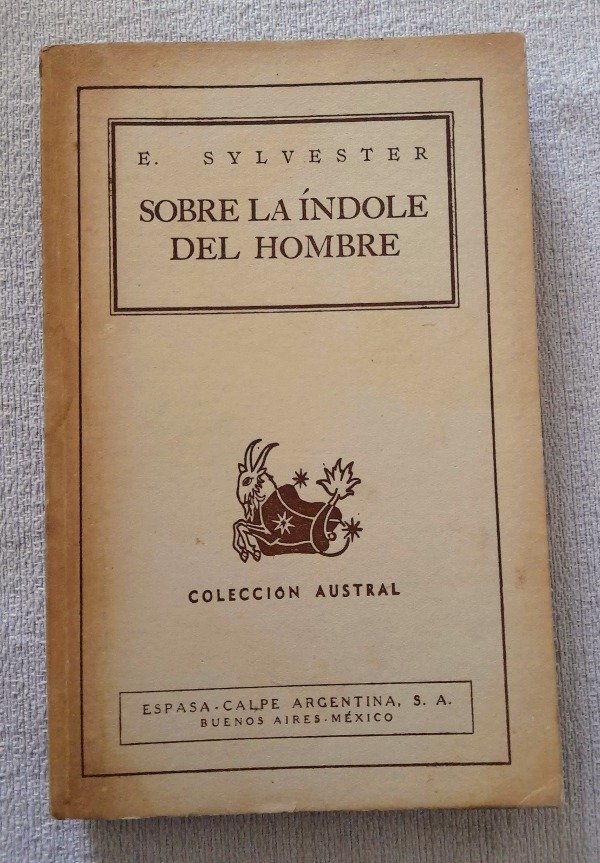 E. SYLVESTER
SOBRE LA ÍNDOLE
DEL HOMBRE
COLECCIÓN AUSTRAL
ESPASA-CALPE ARGENTINA, S. A.
BUENOS AIRES-MÉXICO